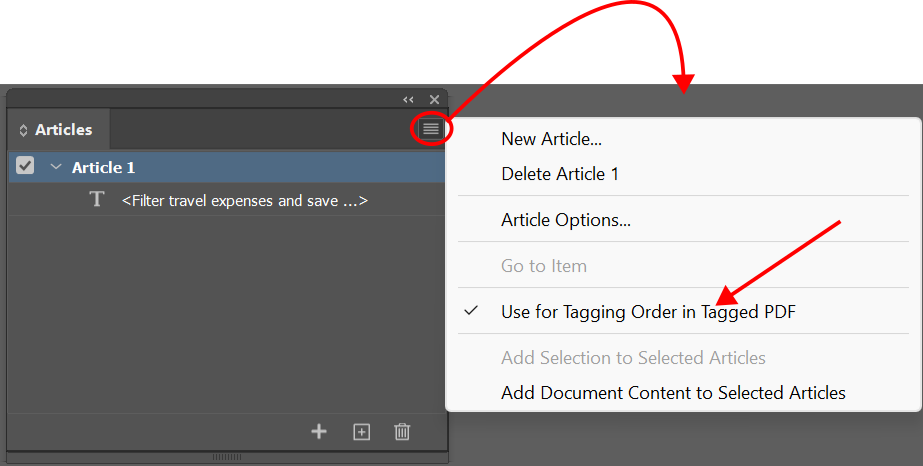 Articles
Article 1
T <Filter travel expenses and save ...>
New Article...
Delete Article 1
Article Options...
Go to Item
Use for Tagging Order in Tagged PDF
Add Selection to Selected Articles
Add Document Content to Selected Articles